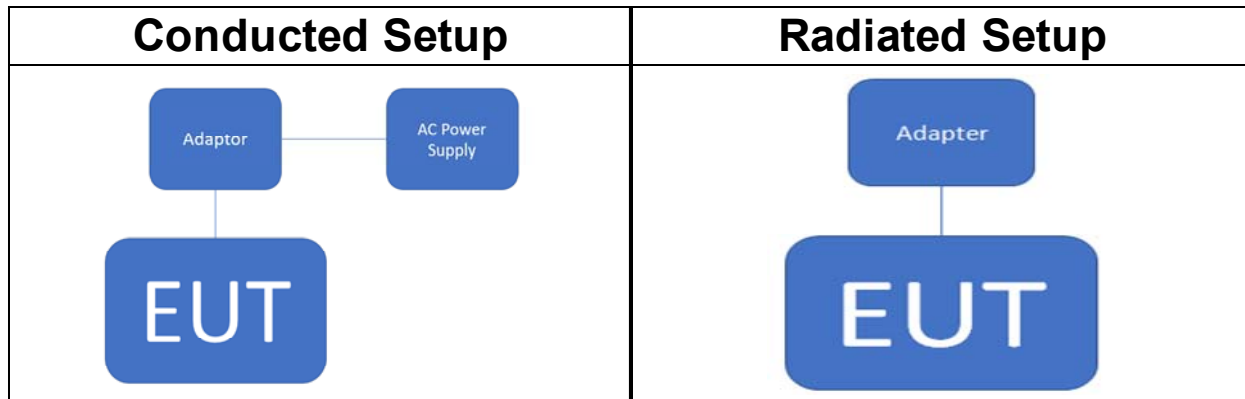 Conducted Setup
Radiated Setup
Adaptor
AC Power
Supply
EUT
Adapter
EUT